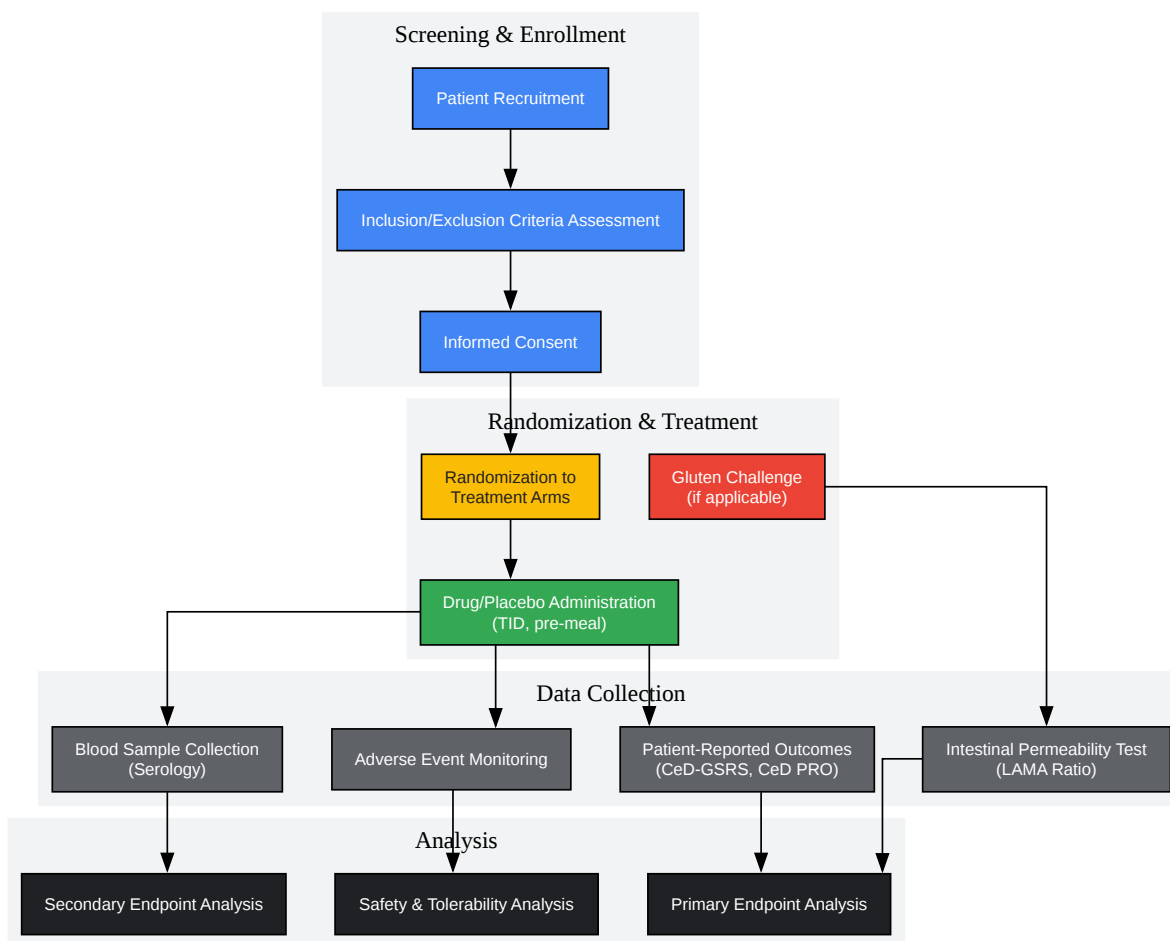 Screening & Enrollment
Patient Recruitment
Inclusion/Exclusion Criteria Assessment
Informed Consent
Randomization & Treatment
Randomization to
Treatment Arms
Gluten Challenge
(if applicable)
Drug/Placebo Administration
(TID, pre-meal)
Data Collection
Blood Sample Collection
(Serology)
Adverse Event Monitoring
Patient-Reported Outcomes
(CeD-GSRS, CeD PRO)
Intestinal Permeability Test
(LAMA Ratio)
Analysis
Secondary Endpoint Analysis
Safety & Tolerability Analysis
Primary Endpoint Analysis